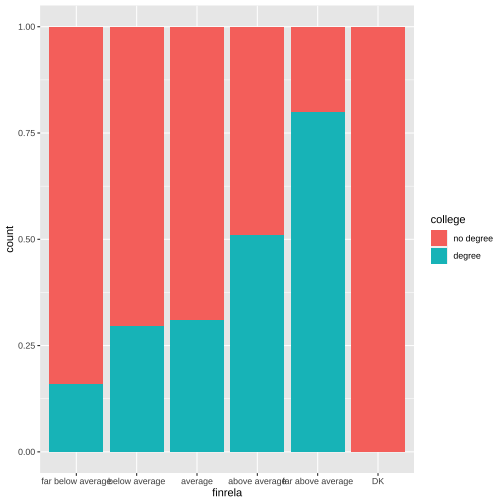 1.00
0.75
0.50
0.25
0.00
count
far below average
below average
average
above average
far above average
DK
finrela
college
no degree
degree